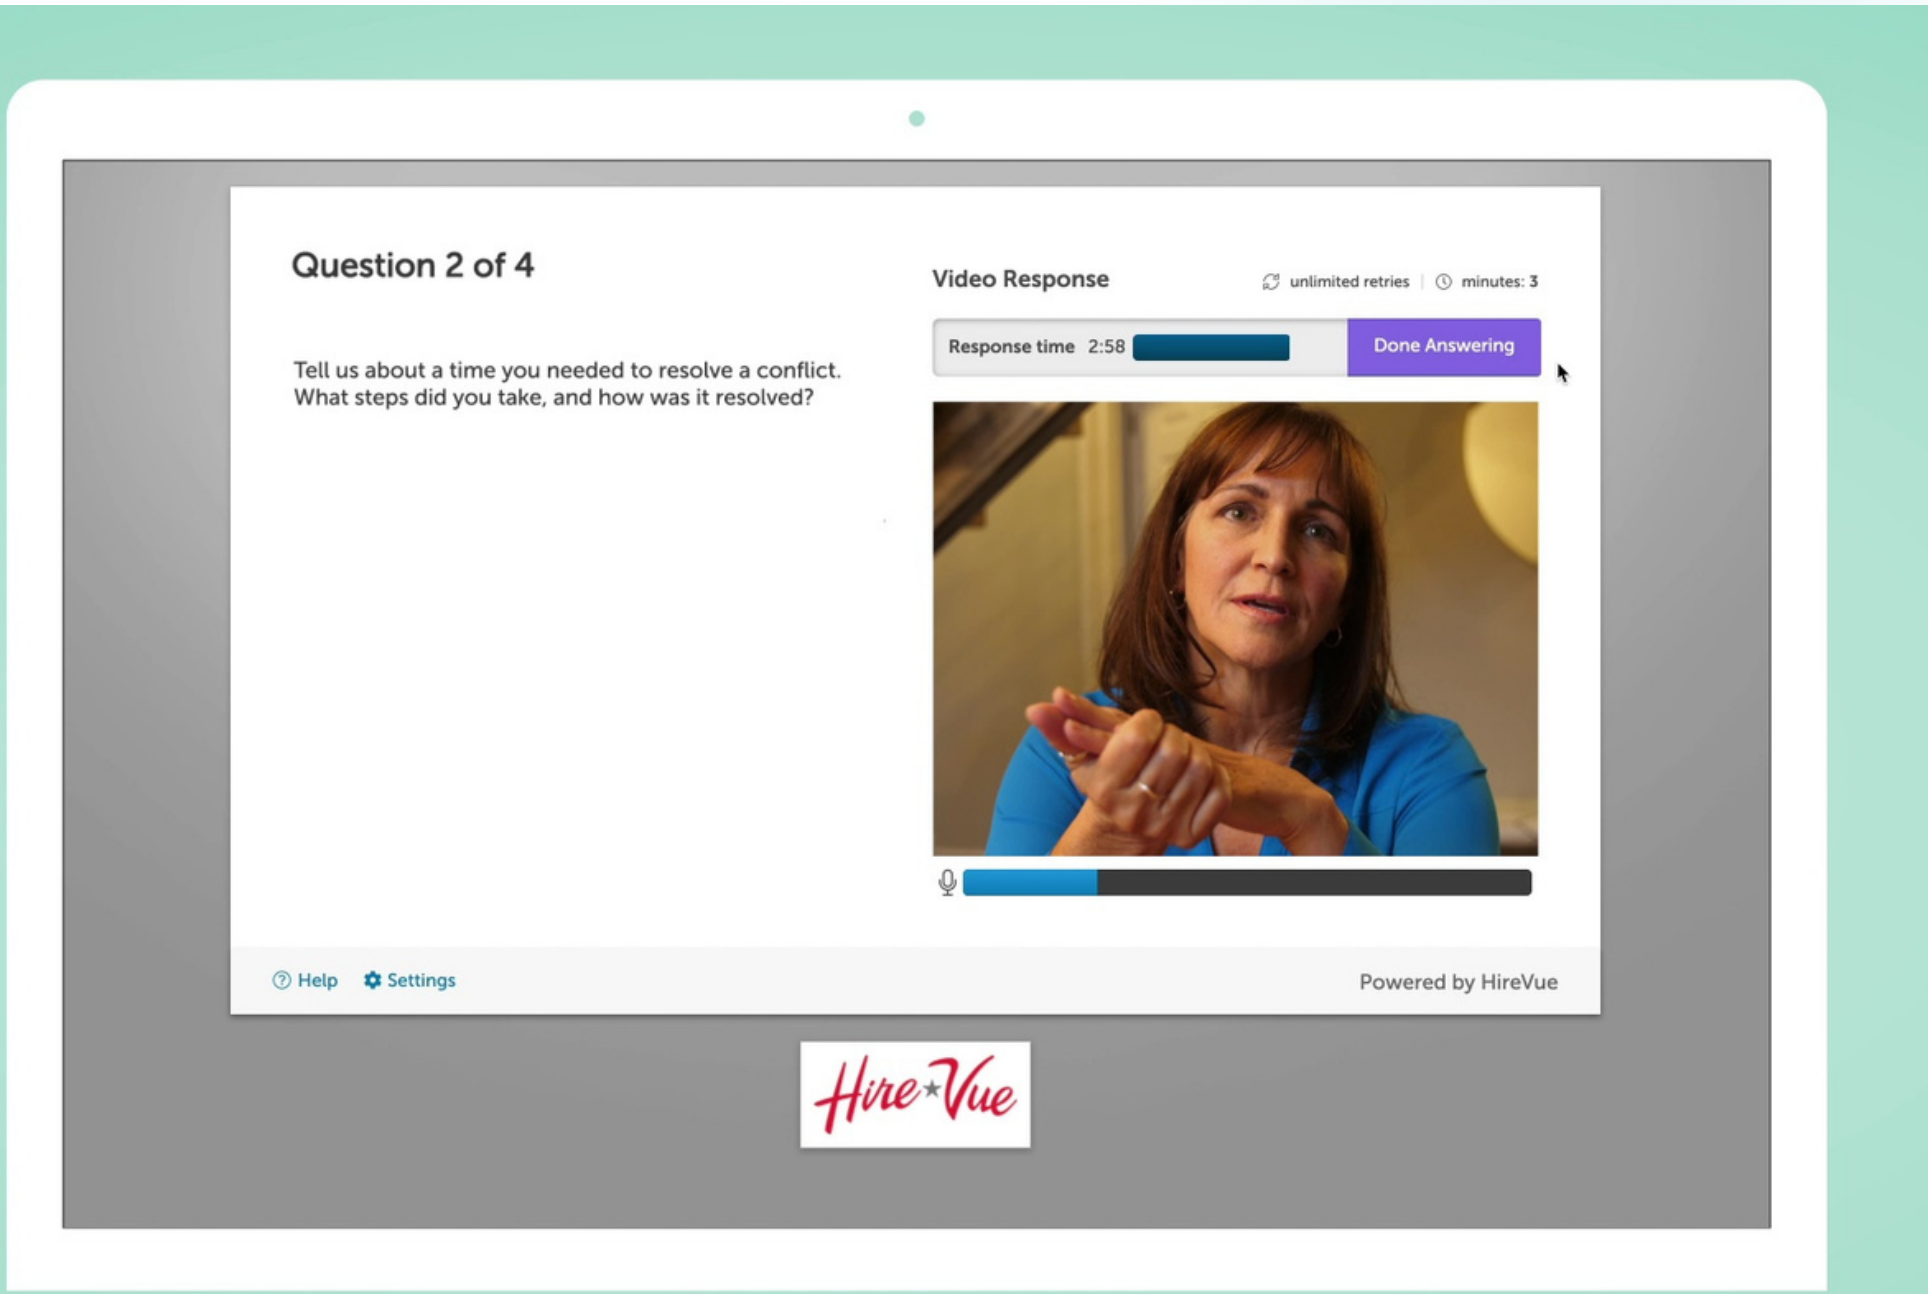 Question 2 of 4
Tell us about a time you needed to resolve a conflict.
What steps did you take, and how was it resolved?
Video Response
unlimited retries | minutes: 3
Response time 2:58
Done Answering
? Help Settings
Powered by HireVue
Hire★Vue